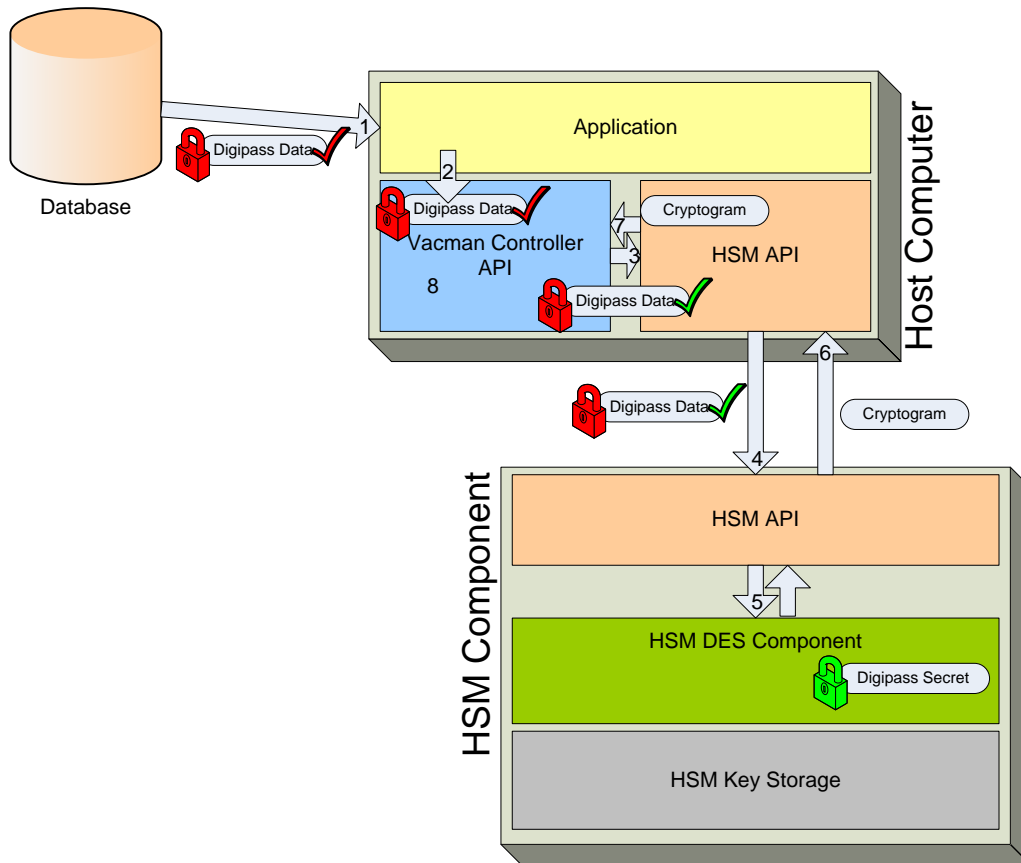 Application
1
Digipass Data
2
Database
Digipass Data
Cryptogram
7
Vacman Controller
API
HSM API
3
8
Digipass Data
Host Computer
6
Digipass Data
Cryptogram
4
HSM API
5
HSM Component
HSM DES Component
Digipass Secret
HSM Key Storage